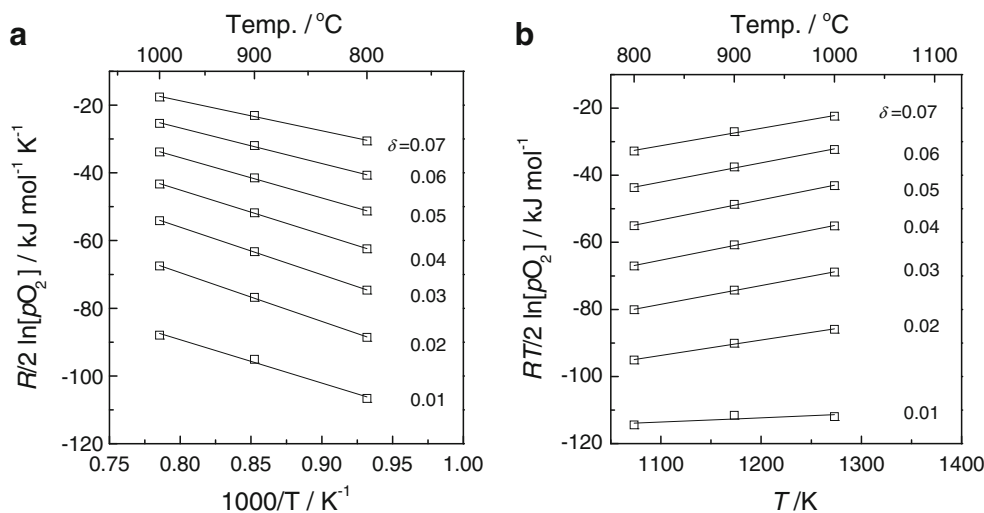 a
Temp. / °C
1000 900 800
R/2 ln[pO₂] / kJ mol⁻¹ K⁻¹
-20
-40
-60
-80
-100
-120
δ=0.07
0.06
0.05
0.04
0.03
0.02
0.01
0.75 0.80 0.85 0.90 0.95 1.00
1000/T / K⁻¹
b
Temp. / °C
800 900 1000 1100
RT/2 ln[pO₂] / kJ mol⁻¹
-20
-40
-60
-80
-100
-120
δ=0.07
0.06
0.05
0.04
0.03
0.02
0.01
1100 1200 1300 1400
T /K